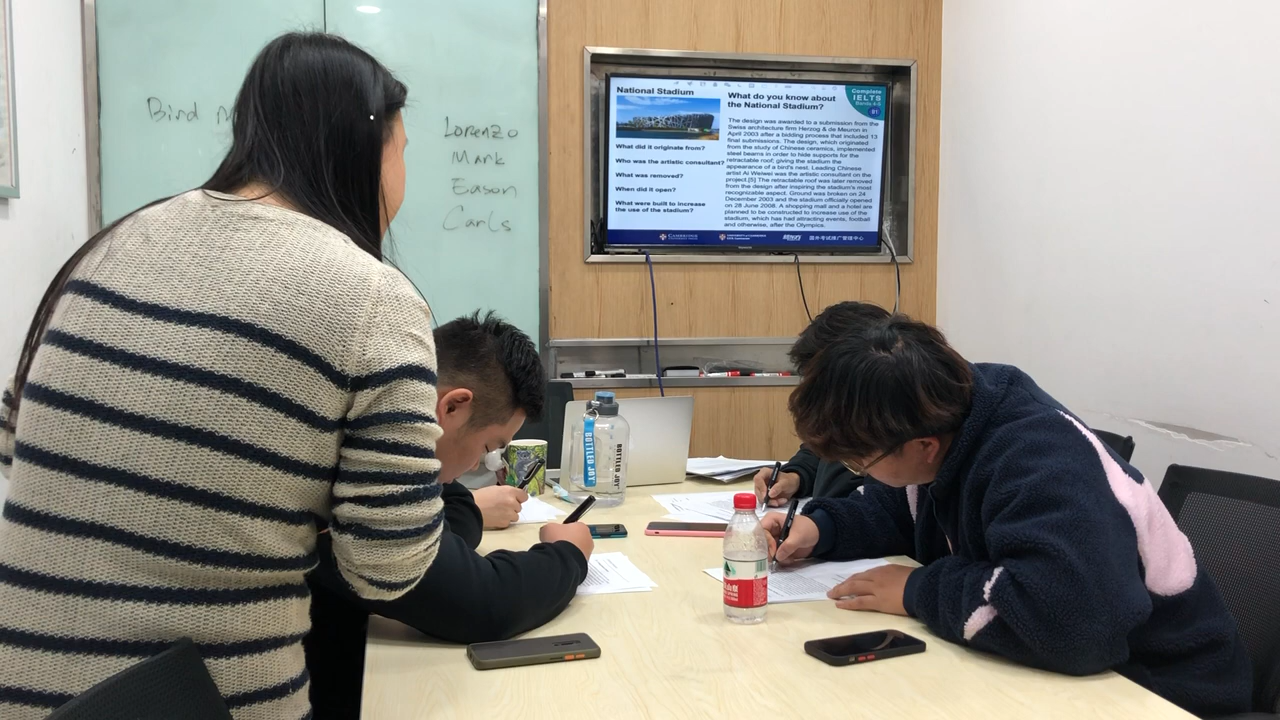 Bird
Lorenzo
Mark
Eason
Carls
National Stadium
What did it originate from?
Who was the artistic consultant?
What was removed?
When did it open?
What were built to increase
the use of the stadium?
What do you know about
the National Stadium?
The design was awarded to a submission from the
Swiss architecture firm Herzog & de Meuron in
April 2003 after a bidding process that included 13
final submissions. The design, which originated
from the study of Chinese ceramics, implemented
steel beams in order to hide supports for the
retractable roof; giving the stadium the
appearance of a bird's nest. Leading Chinese
artist Ai Weiwei was the artistic consultant on the
project.[5] The retractable roof was later removed
from the design after inspiring the stadium's most
recognizable aspect. Ground was broken on 24
December 2003 and the stadium officially opened
on 28 June 2008. A shopping mall and a hotel are
planned to be constructed to increase use of the
stadium, which has had attracting events, football
and otherwise, after the Olympics.
Complete
IELTS
Bands 4-5
B1
CAMBRIDGE
BOTTLED JOY
BOTTLED JOY